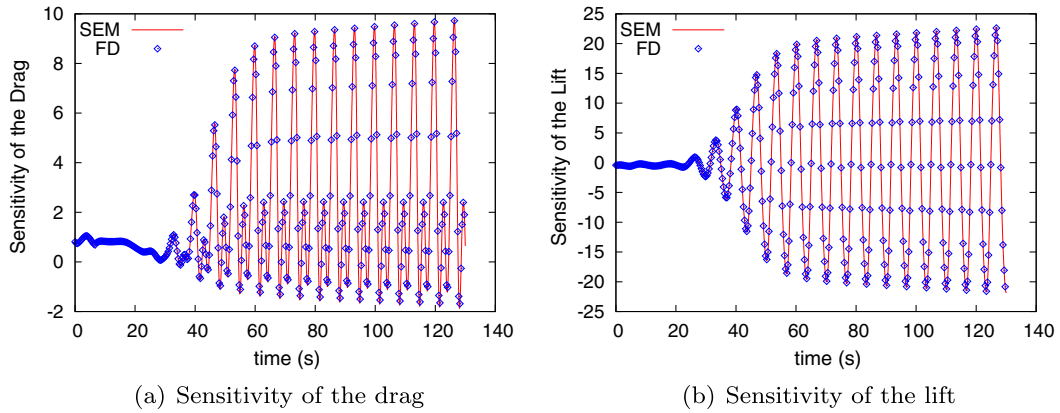 SEM
FD
Sensitivity of the Drag
10
8
6
4
2
0
-2
0 20 40 60 80 100 120 140
time (s)
(a) Sensitivity of the drag
SEM
FD
Sensitivity of the Lift
25
20
15
10
5
0
-5
-10
-15
-20
-25
0 20 40 60 80 100 120 140
time (s)
(b) Sensitivity of the lift